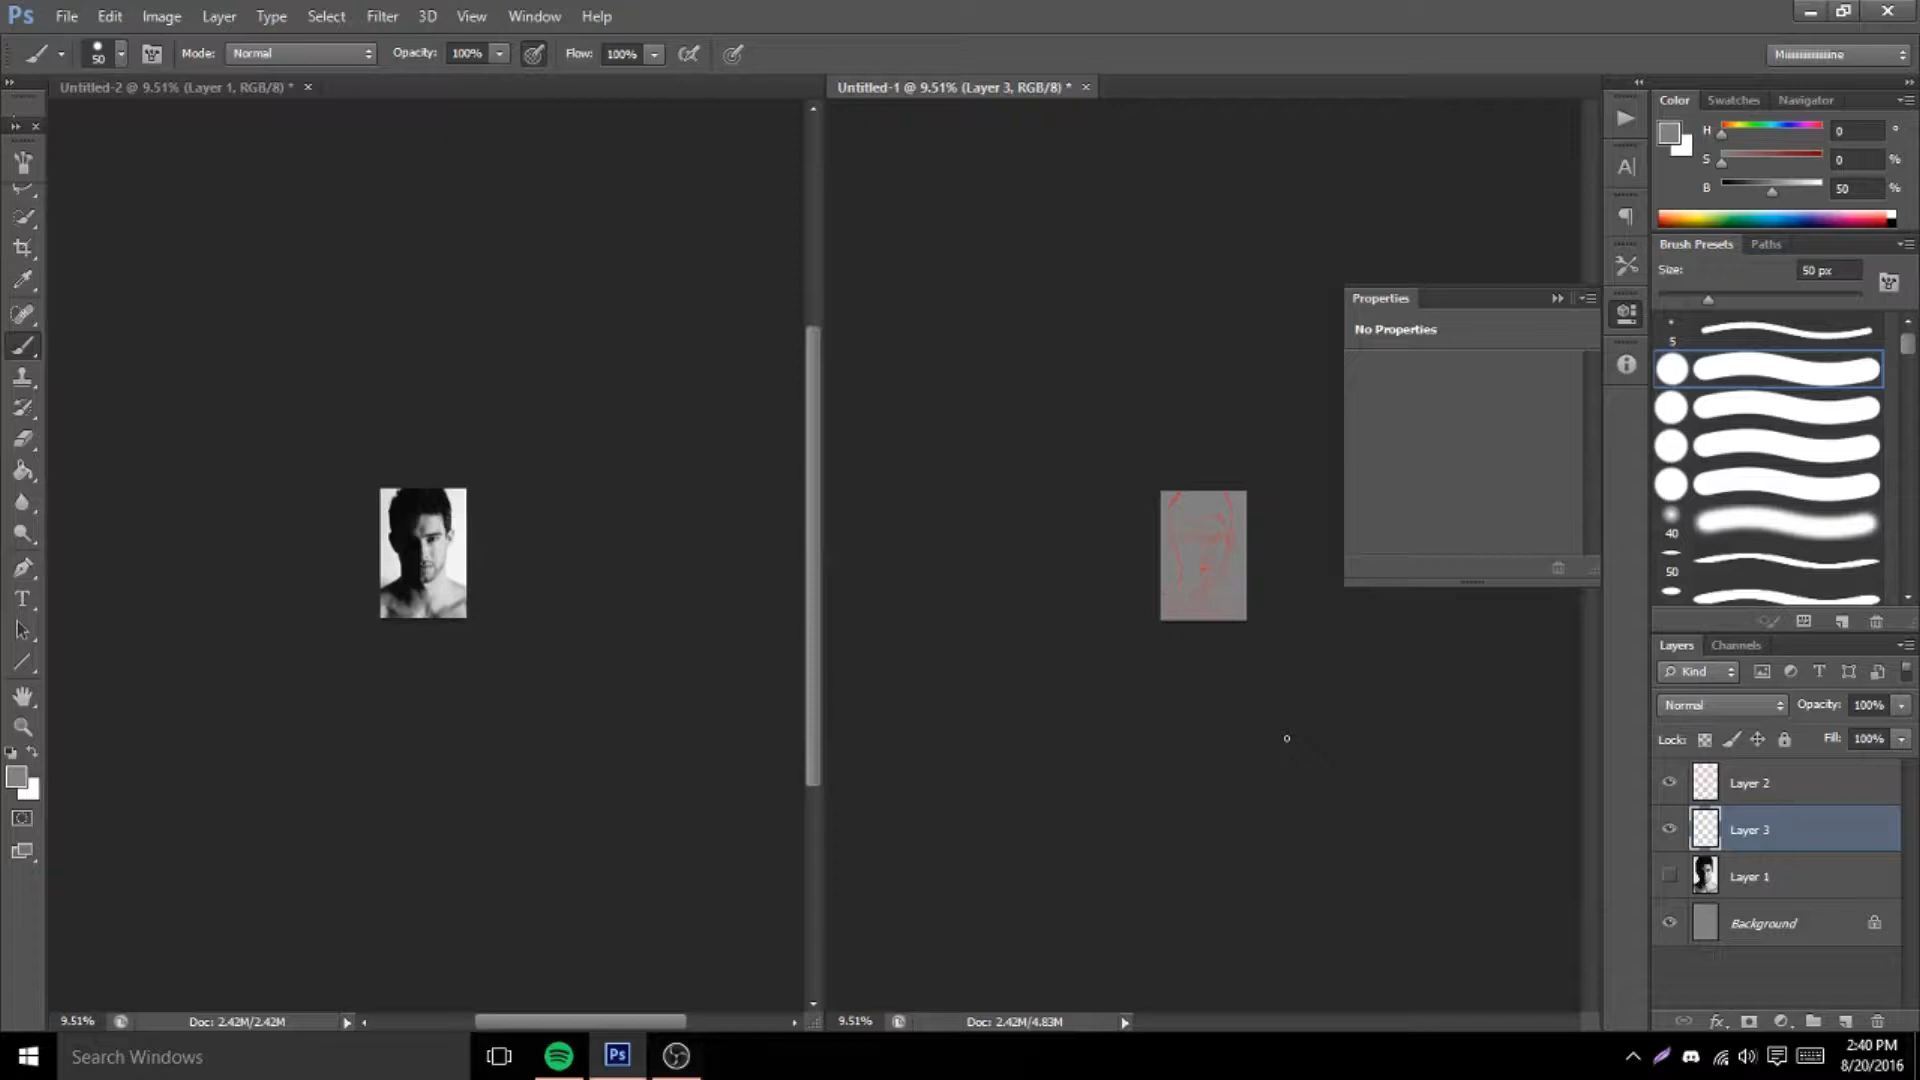 Ps File Edit Image Layer Type Select Filter 3D View Window Help
50 Mode: Normal Opacity: 100% Flow: 100%
Untitled-2 @ 9.51% (Layer 1, RGB/8) * ×
Untitled-1 @ 9.51% (Layer 3, RGB/8) * ×
Color Swatches Navigator
H 0 °
S 0 %
B 50 %
Brush Presets Paths
Size: 50 px
5
40
50
Properties
No Properties
Layers Channels
Kind
Normal Opacity: 100%
Lock: Fill: 100%
Layer 2
Layer 3
Layer 1
Background
9.51% Doc: 2.42M/2.42M
9.51% Doc: 2.42M/4.83M
Search Windows
Ps
2:40 PM
8/20/2016